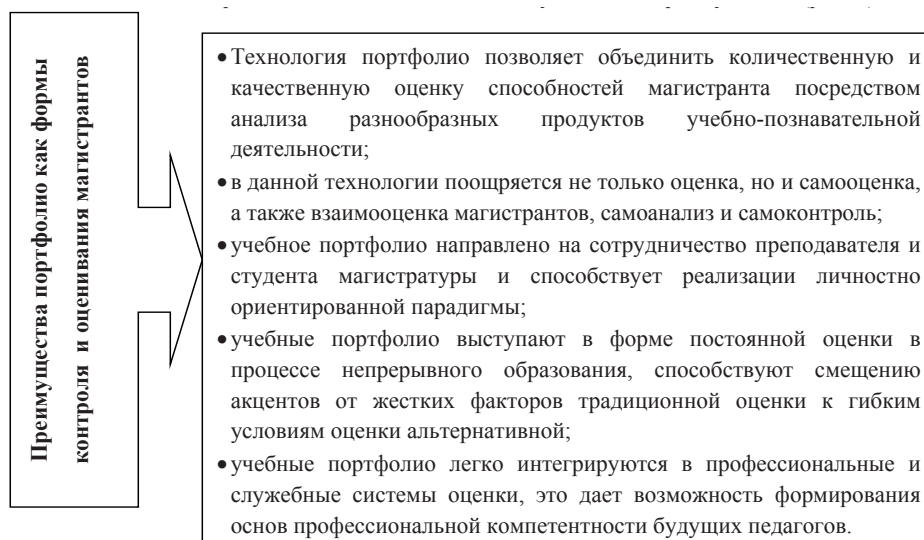 Преимущества портфолио как формы
контроля и оценивания магистрантов
• Технология портфолио позволяет объединить количественную и
качественную оценку способностей магистранта посредством
анализа разнообразных продуктов учебно-познавательной
деятельности;
• в данной технологии поощряется не только оценка, но и самооценка,
а также взаимооценка магистрантов, самоанализ и самоконтроль;
• учебное портфолио направлено на сотрудничество преподавателя и
студента магистратуры и способствует реализации личностно
ориентированной парадигмы;
• учебные портфолио выступают в форме постоянной оценки в
процессе непрерывного образования, способствуют смещению
акцентов от жестких факторов традиционной оценки к гибким
условиям оценки альтернативной;
• учебные портфолио легко интегрируются в профессиональные и
служебные системы оценки, это дает возможность формирования
основ профессиональной компетентности будущих педагогов.